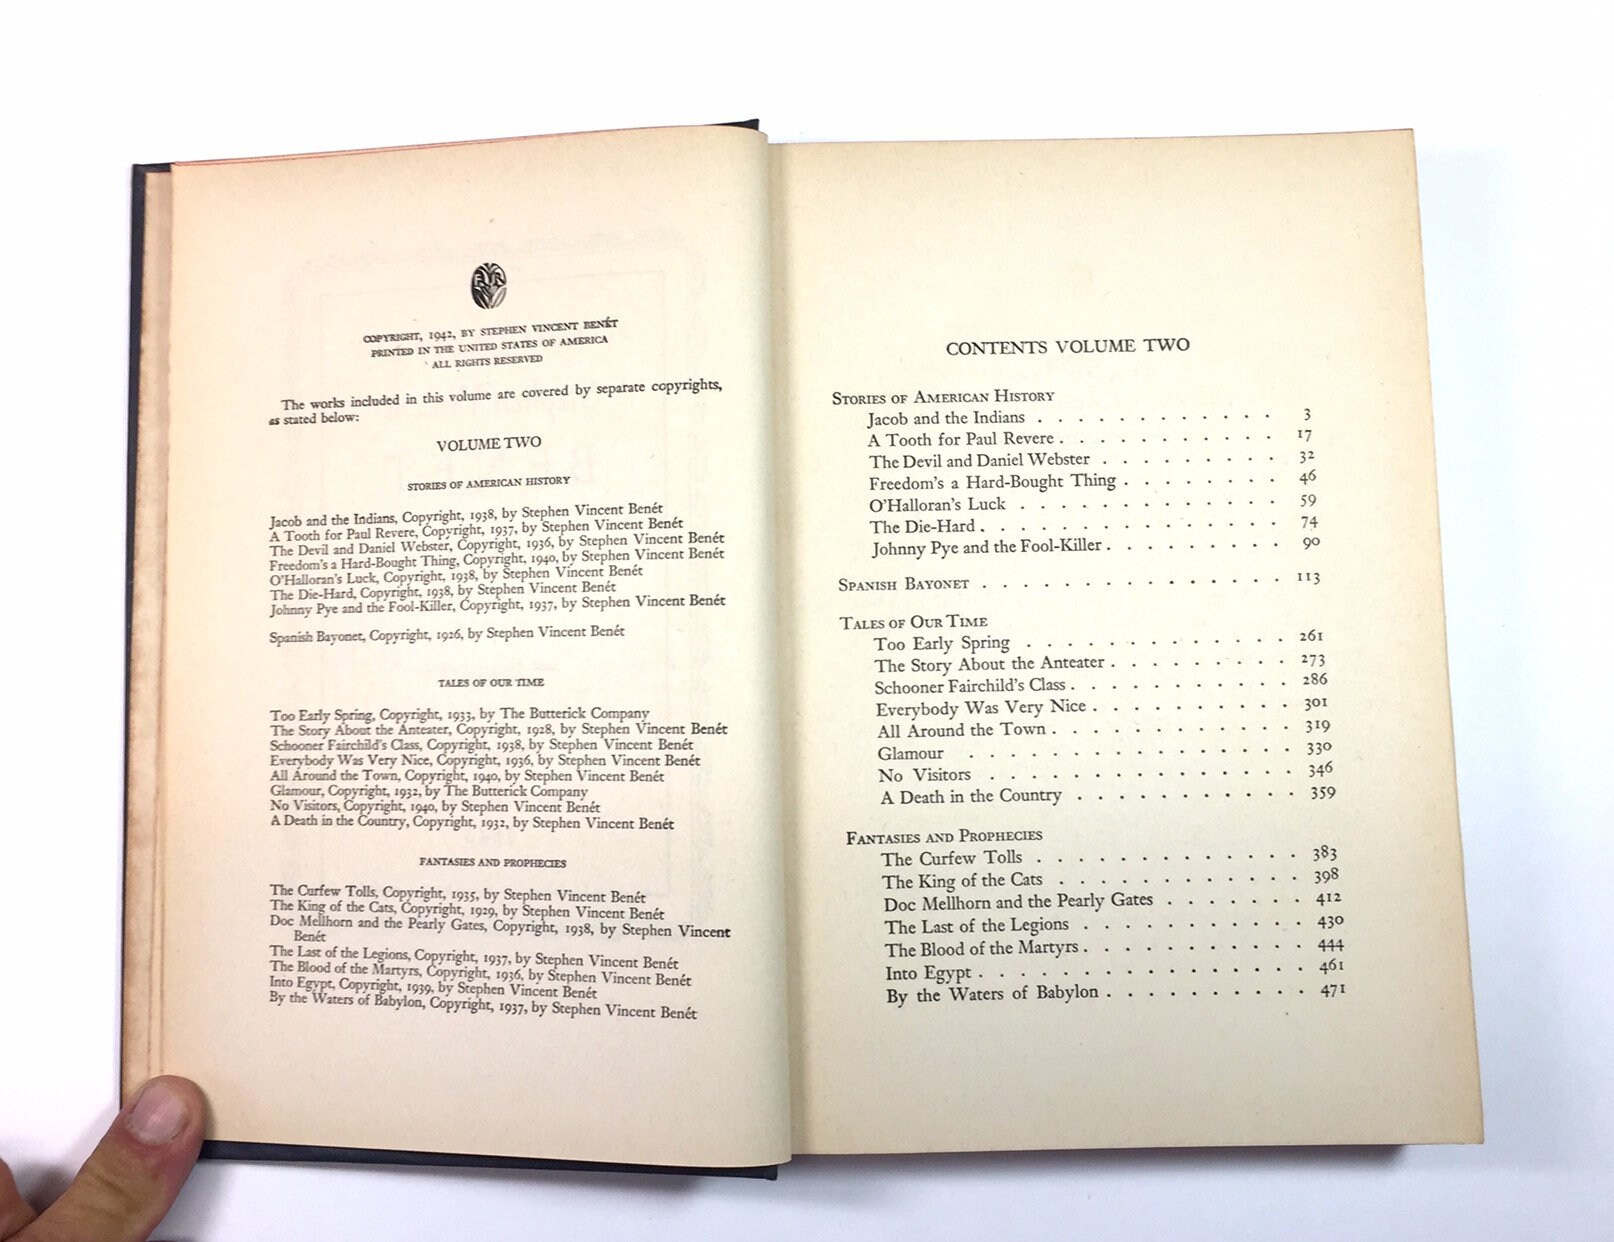 F R
COPYRIGHT, 1942, BY STEPHEN VINCENT BENÉT
PRINTED IN THE UNITED STATES OF AMERICA
ALL RIGHTS RESERVED
The works included in this volume are covered by separate copyrights,
as stated below:
VOLUME TWO
STORIES OF AMERICAN HISTORY
Jacob and the Indians, Copyright, 1938, by Stephen Vincent Benét
A Tooth for Paul Revere, Copyright, 1937, by Stephen Vincent Benét
The Devil and Daniel Webster, Copyright, 1936, by Stephen Vincent Benét
Freedom's a Hard-Bought Thing, Copyright, 1940, by Stephen Vincent Benét
O'Halloran's Luck, Copyright, 1938, by Stephen Vincent Benét
The Die-Hard, Copyright, 1938, by Stephen Vincent Benét
Johnny Pye and the Fool-Killer, Copyright, 1937, by Stephen Vincent Benét
Spanish Bayonet, Copyright, 1926, by Stephen Vincent Benét
TALES OF OUR TIME
Too Early Spring, Copyright, 1933, by The Butterick Company
The Story About the Anteater, Copyright, 1928, by Stephen Vincent Benét
Schooner Fairchild's Class, Copyright, 1938, by Stephen Vincent Benét
Everybody Was Very Nice, Copyright, 1936, by Stephen Vincent Benét
All Around the Town, Copyright, 1940, by Stephen Vincent Benét
Glamour, Copyright, 1932, by The Butterick Company
No Visitors, Copyright, 1940, by Stephen Vincent Benét
A Death in the Country, Copyright, 1932, by Stephen Vincent Benét
FANTASIES AND PROPHECIES
The Curfew Tolls, Copyright, 1935, by Stephen Vincent Benét
The King of the Cats, Copyright, 1929, by Stephen Vincent Benét
Doc Mellhorn and the Pearly Gates, Copyright, 1938, by Stephen Vincent
Benét
The Last of the Legions, Copyright, 1937, by Stephen Vincent Benét
The Blood of the Martyrs, Copyright, 1936, by Stephen Vincent Benét
Into Egypt, Copyright, 1939, by Stephen Vincent Benét
By the Waters of Babylon, Copyright, 1937, by Stephen Vincent Benét
CONTENTS VOLUME TWO
STORIES OF AMERICAN HISTORY
Jacob and the Indians . . . . . . . . . . . . 3
A Tooth for Paul Revere . . . . . . . . . . . 17
The Devil and Daniel Webster . . . . . . . . . 32
Freedom's a Hard-Bought Thing . . . . . . . . 46
O'Halloran's Luck . . . . . . . . . . . . . 59
The Die-Hard . . . . . . . . . . . . . . . 74
Johnny Pye and the Fool-Killer . . . . . . . . . 90
SPANISH BAYONET . . . . . . . . . . . . . . 113
TALES OF OUR TIME
Too Early Spring . . . . . . . . . . . . . 261
The Story About the Anteater . . . . . . . . . 273
Schooner Fairchild's Class . . . . . . . . . . . 286
Everybody Was Very Nice . . . . . . . . . . 301
All Around the Town . . . . . . . . . . . . 319
Glamour . . . . . . . . . . . . . . . . 330
No Visitors . . . . . . . . . . . . . . . 346
A Death in the Country . . . . . . . . . . . 359
FANTASIES AND PROPHECIES
The Curfew Tolls . . . . . . . . . . . . . 383
The King of the Cats . . . . . . . . . . . . 398
Doc Mellhorn and the Pearly Gates . . . . . . . 412
The Last of the Legions . . . . . . . . . . . 430
The Blood of the Martyrs . . . . . . . . . . . 444
Into Egypt . . . . . . . . . . . . . . . . 461
By the Waters of Babylon . . . . . . . . . . 471